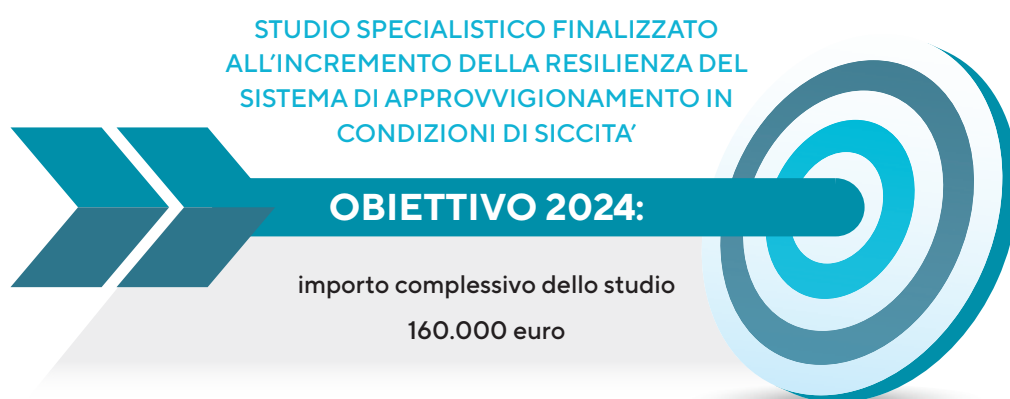 STUDIO SPECIALISTICO FINALIZZATO
ALL’INCREMENTO DELLA RESILIENZA DEL
SISTEMA DI APPROVVIGIONAMENTO IN
CONDIZIONI DI SICCITA’
OBIETTIVO 2024:
importo complessivo dello studio
160.000 euro